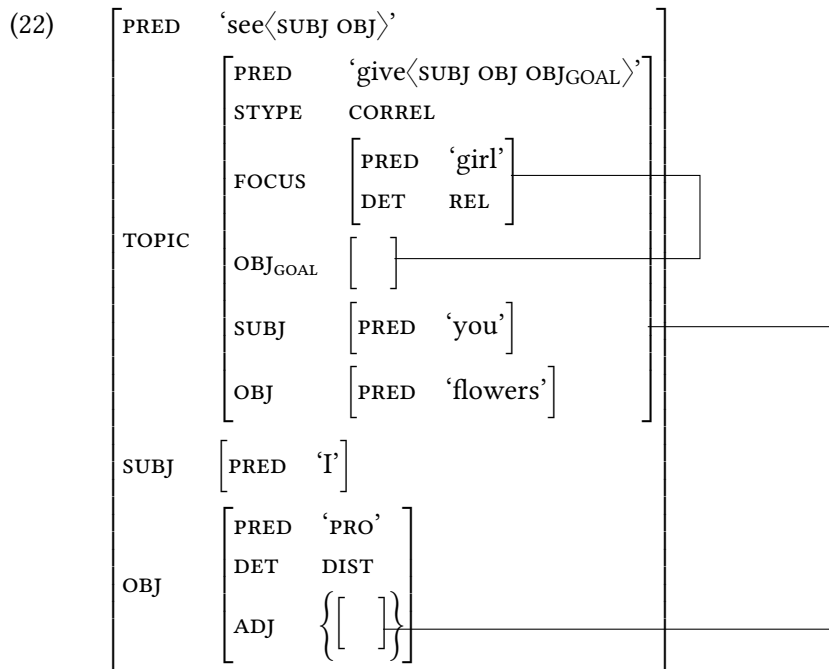 (22)
PRED ‘see⟨SUBJ OBJ⟩’
PRED ‘give⟨SUBJ OBJ OBJGOAL⟩’
STYPE CORREL
FOCUS PRED ‘girl’
DET REL
TOPIC
OBJGOAL [ ]
SUBJ [PRED ‘you’]
OBJ [PRED ‘flowers’]
SUBJ [PRED ‘I’]
PRED ‘PRO’
DET DIST
OBJ
ADJ {[ ]}